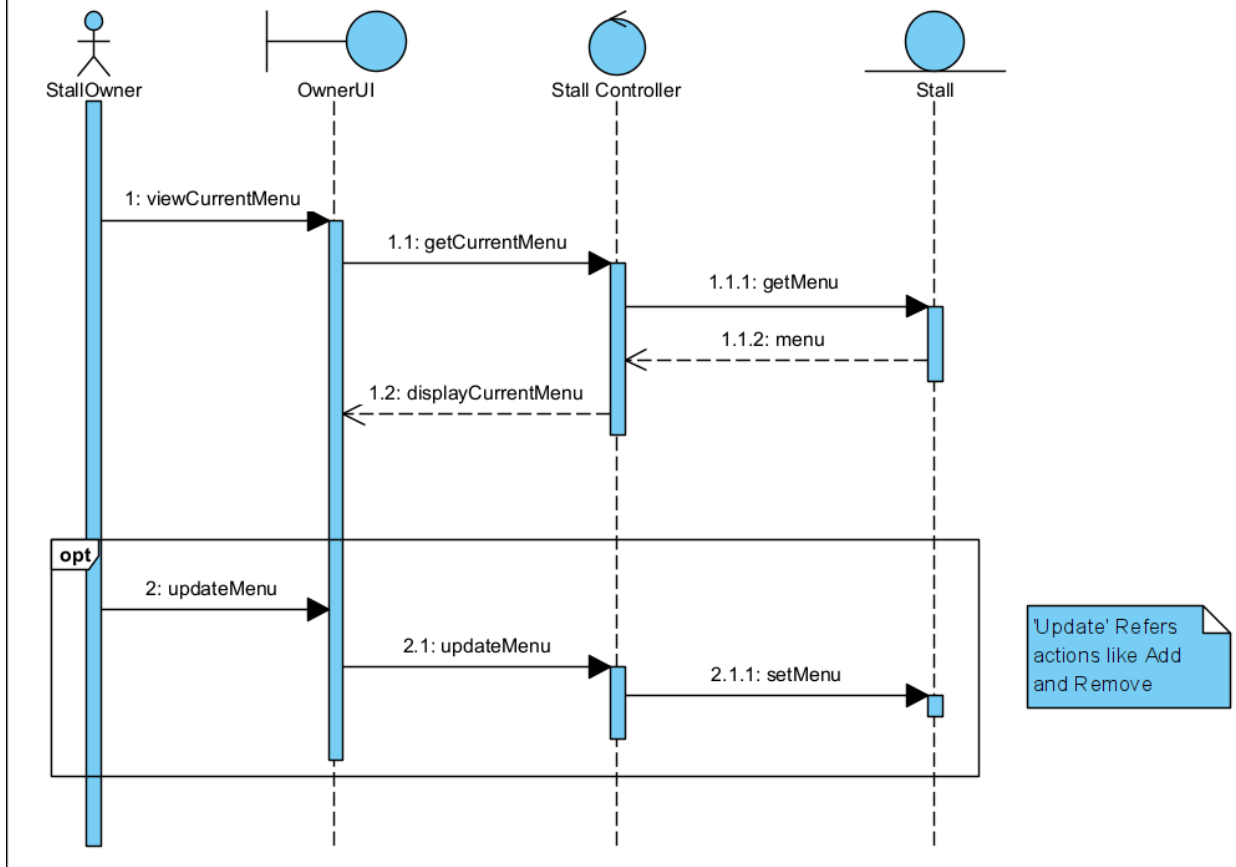 StallOwner
OwnerUI
Stall Controller
Stall
1: viewCurrentMenu
1.1: getCurrentMenu
1.1.1: getMenu
1.1.2: menu
1.2: displayCurrentMenu
opt
2: updateMenu
2.1: updateMenu
2.1.1: setMenu
'Update' Refers
actions like Add
and Remove